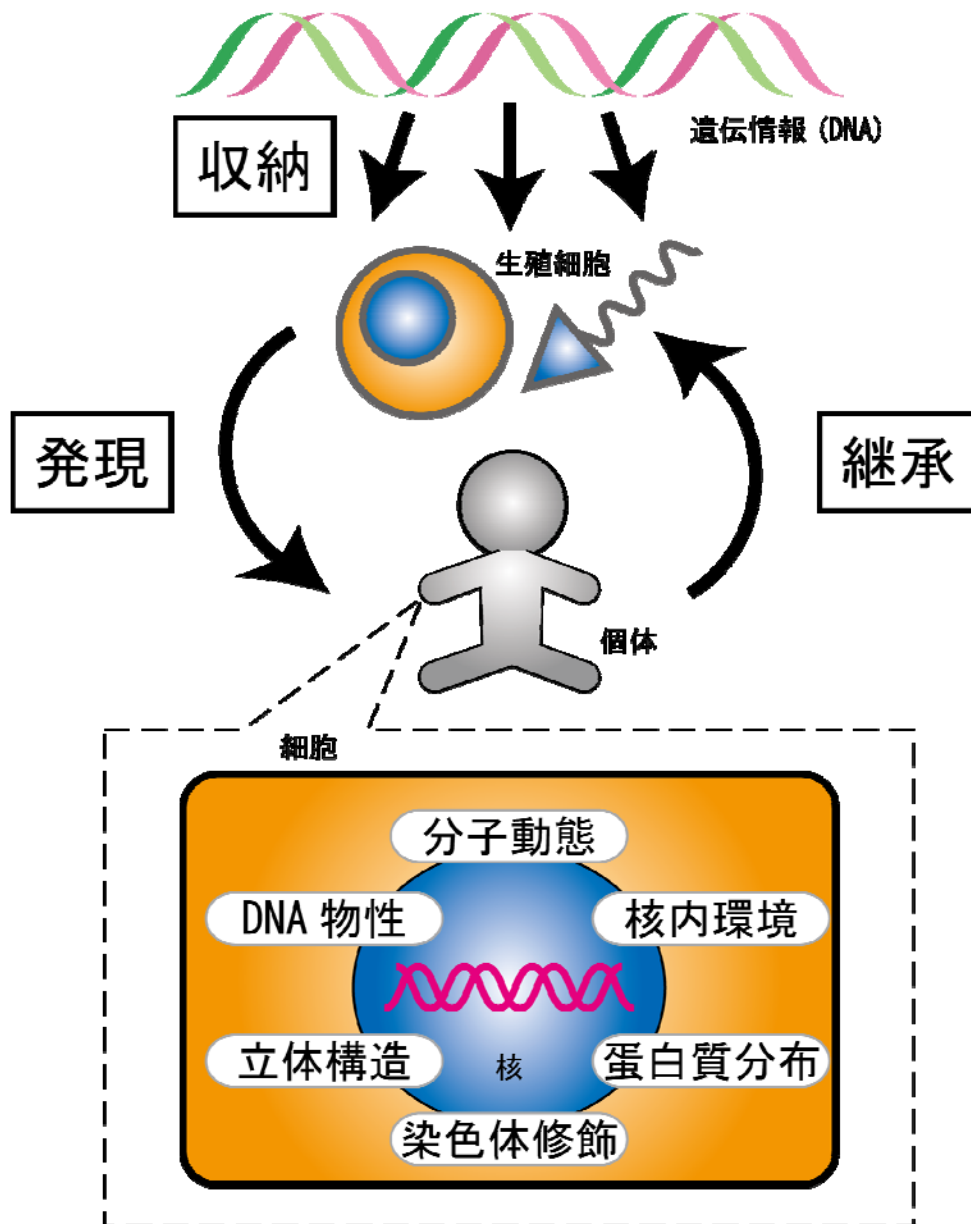 遺伝情報 (DNA)
収納
生殖細胞
発現
継承
個体
細胞
分子動態
DNA 物性
核内環境
立体構造
核
蛋白質分布
染色体修飾